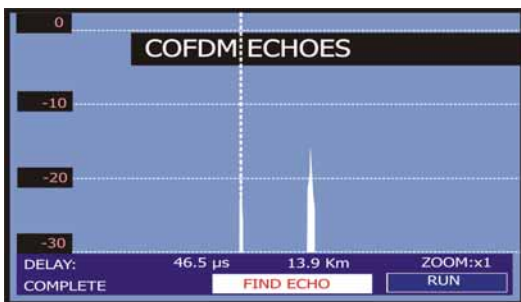 0
COFDM ECHOES
-10
-20
-30
DELAY: 46.5 µs 13.9 Km ZOOM:x1
COMPLETE FIND ECHO RUN